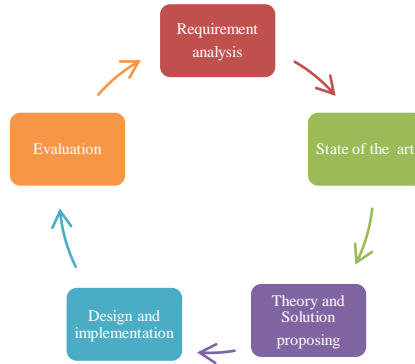 Requirement
analysis
State of the art
Theory and
Solution
proposing
Design and
implementation
Evaluation